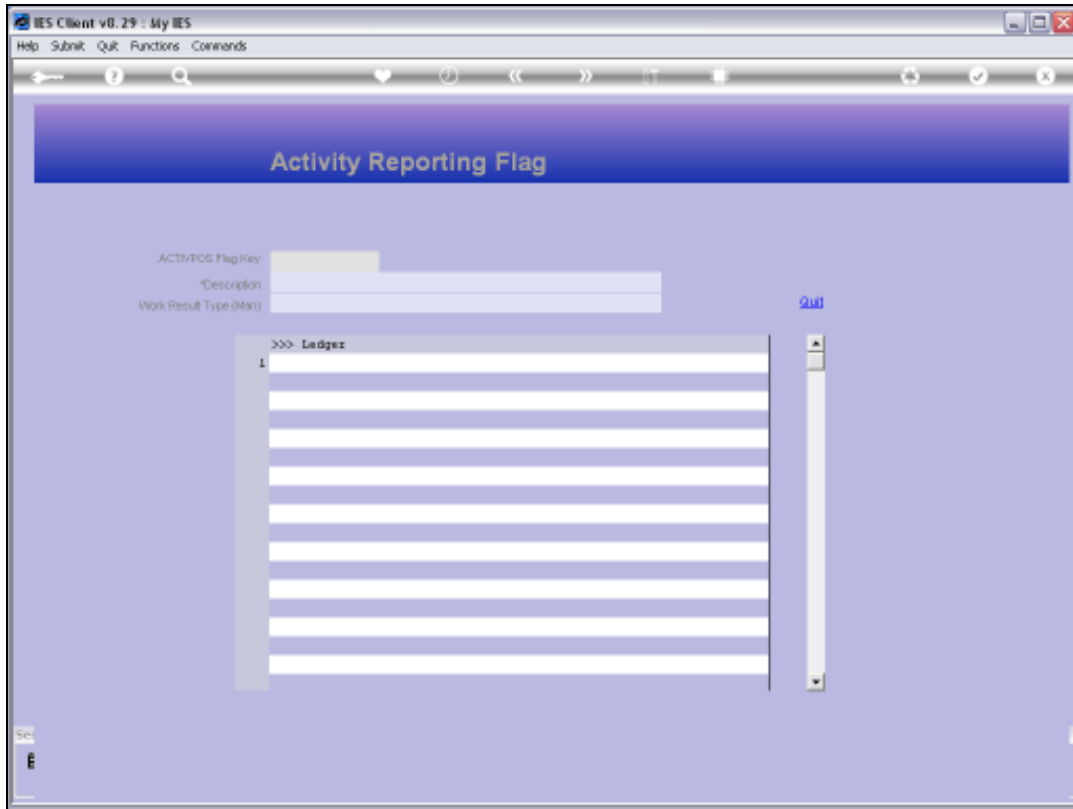 IES Client v8.29 : My IES
Help Submit Quit Functions Commands
Activity Reporting Flag
ACTIVPOS Flag Key
*Description
Work Result Type (Man)
Quit
>>> Ledger
1